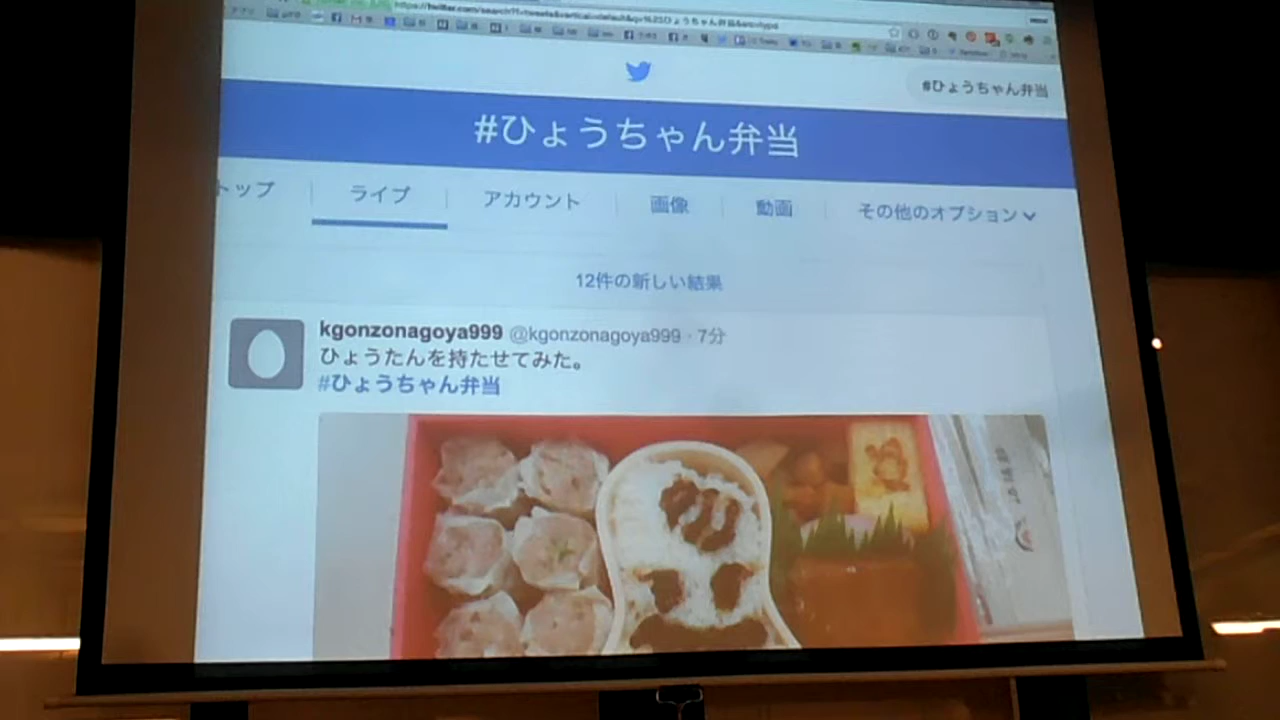 #ひょうちゃん弁当
#ひょうちゃん弁当
トップ
ライブ
アカウント
画像
動画
その他のオプション
12件の新しい結果
kgonzonagoya999 @kgonzonagoya999 · 7分
ひょうたんを持たせてみた。
#ひょうちゃん弁当